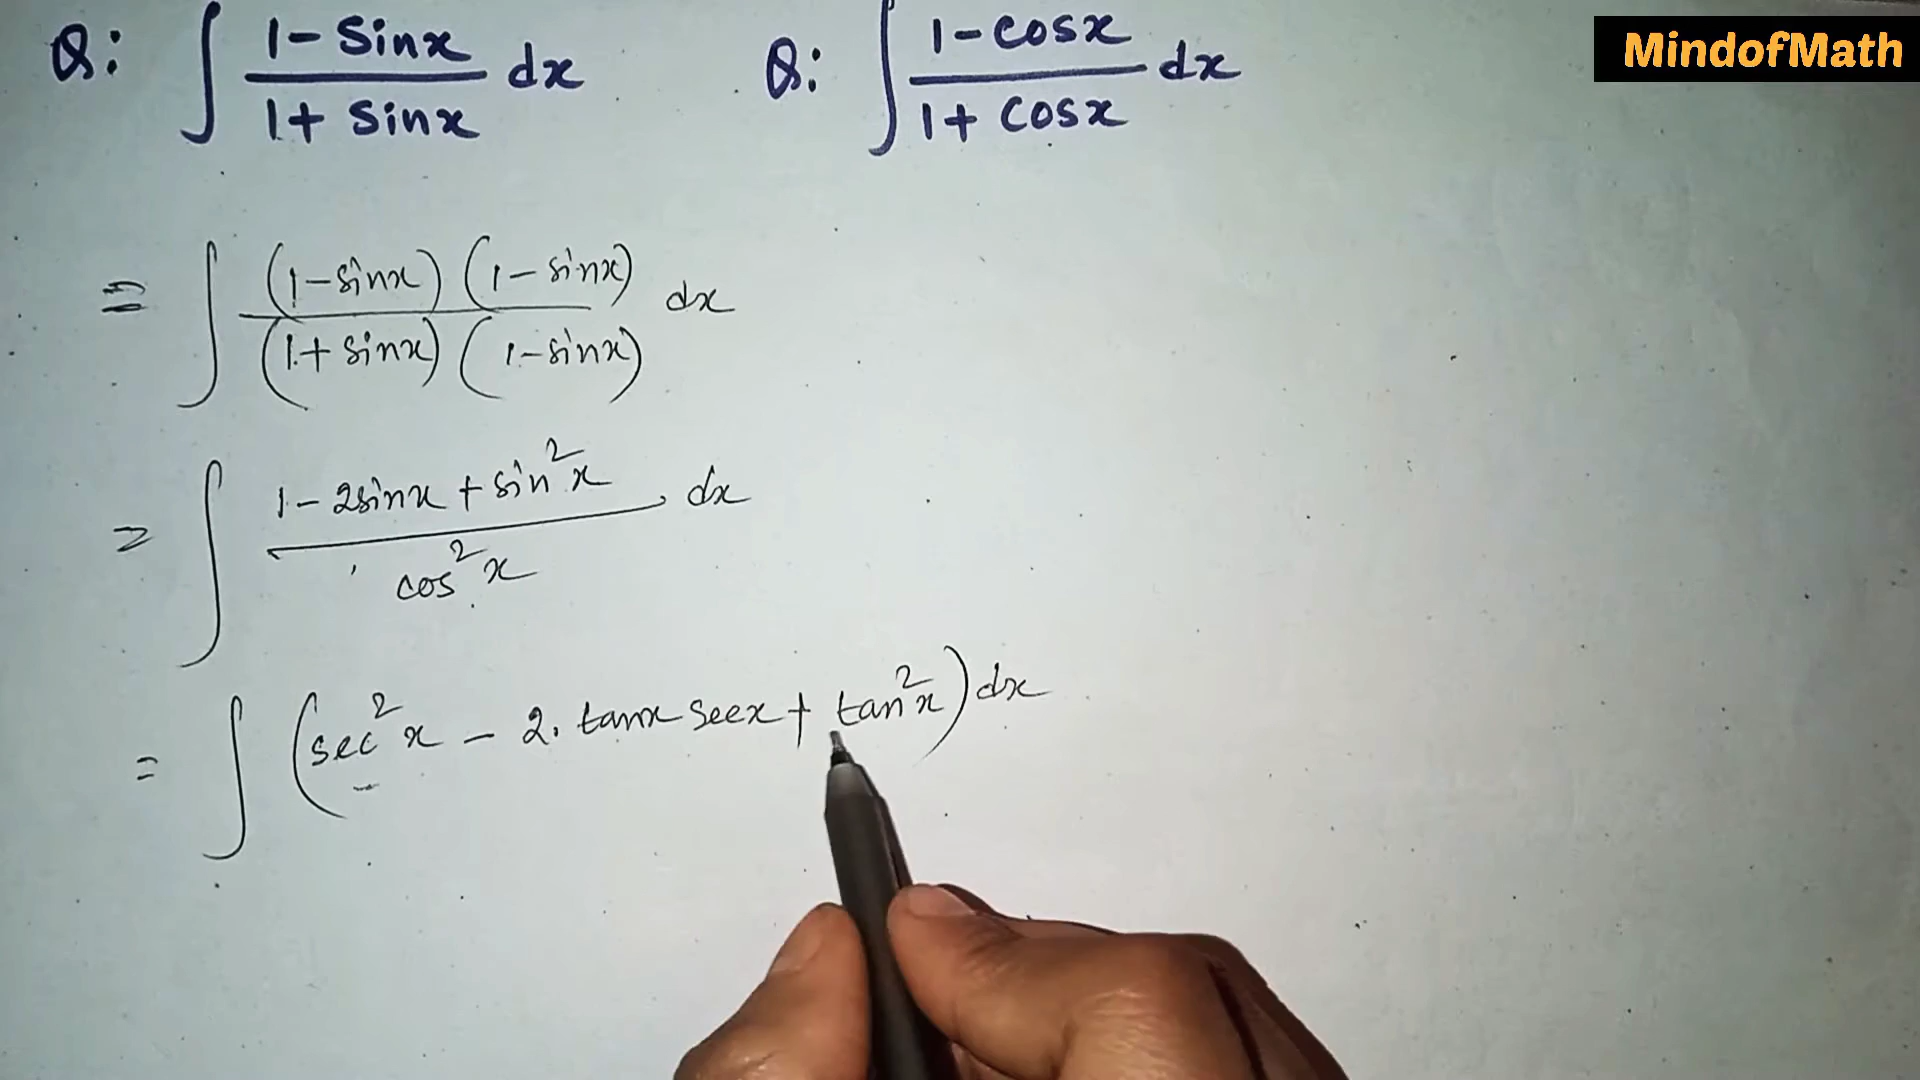 Q: ∫ 1-Sinx / 1+ Sinx dx
Q: ∫ 1-cosx / 1+ cosx dx
MindofMath
= ∫ (1-sinx) (1-sinx) / (1+sinx) (1-sinx) dx
= ∫ 1-2sinx+sin²x / cos²x dx
= ∫ (sec²x - 2. tanx secx + tan²x) dx